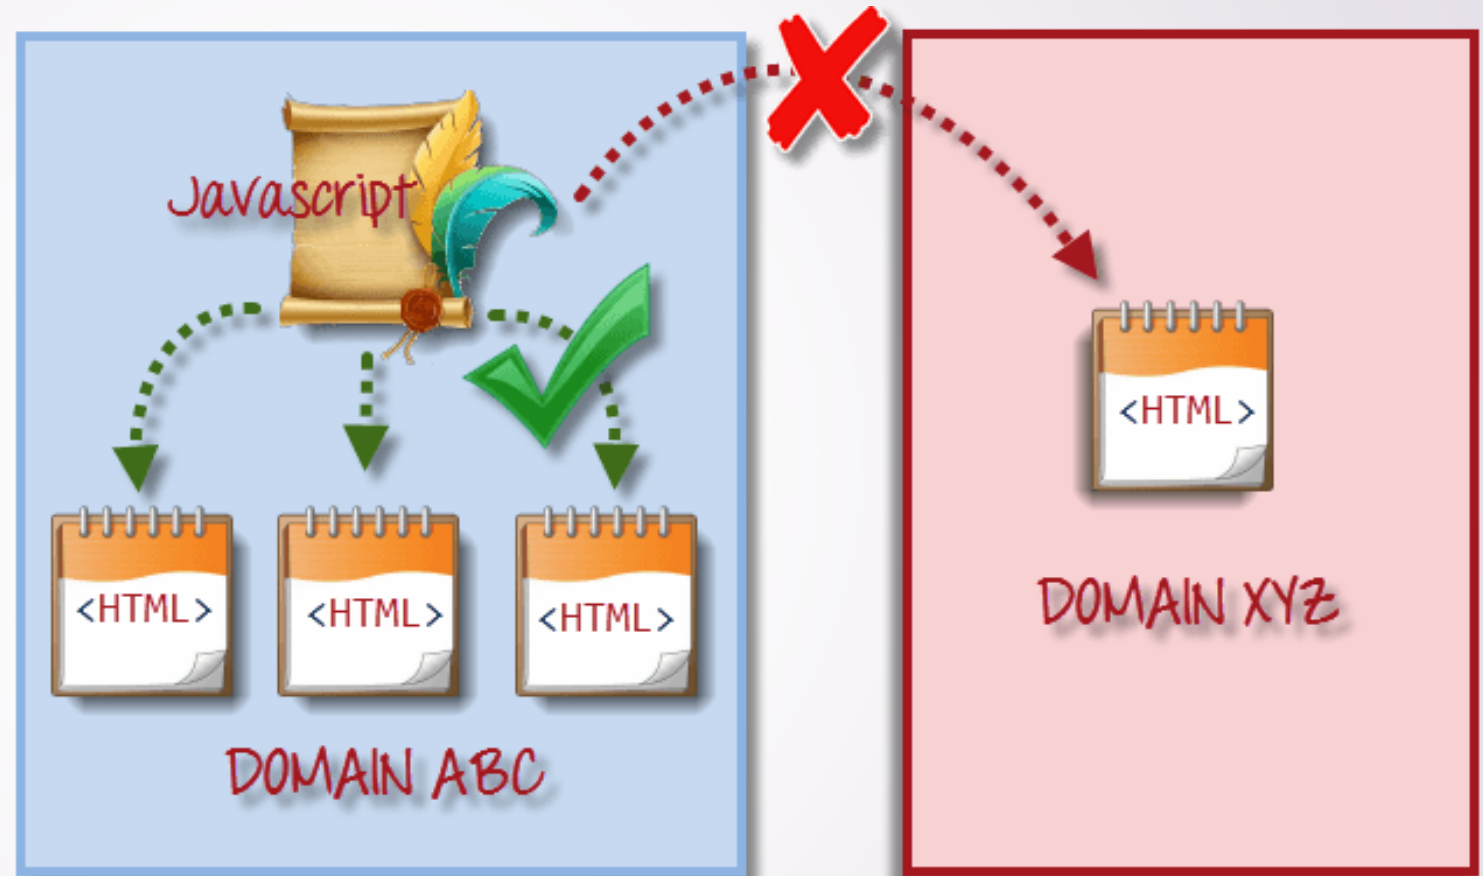 Javascript
<HTML>
<HTML>
<HTML>
DOMAIN ABC
<HTML>
DOMAIN XYZ